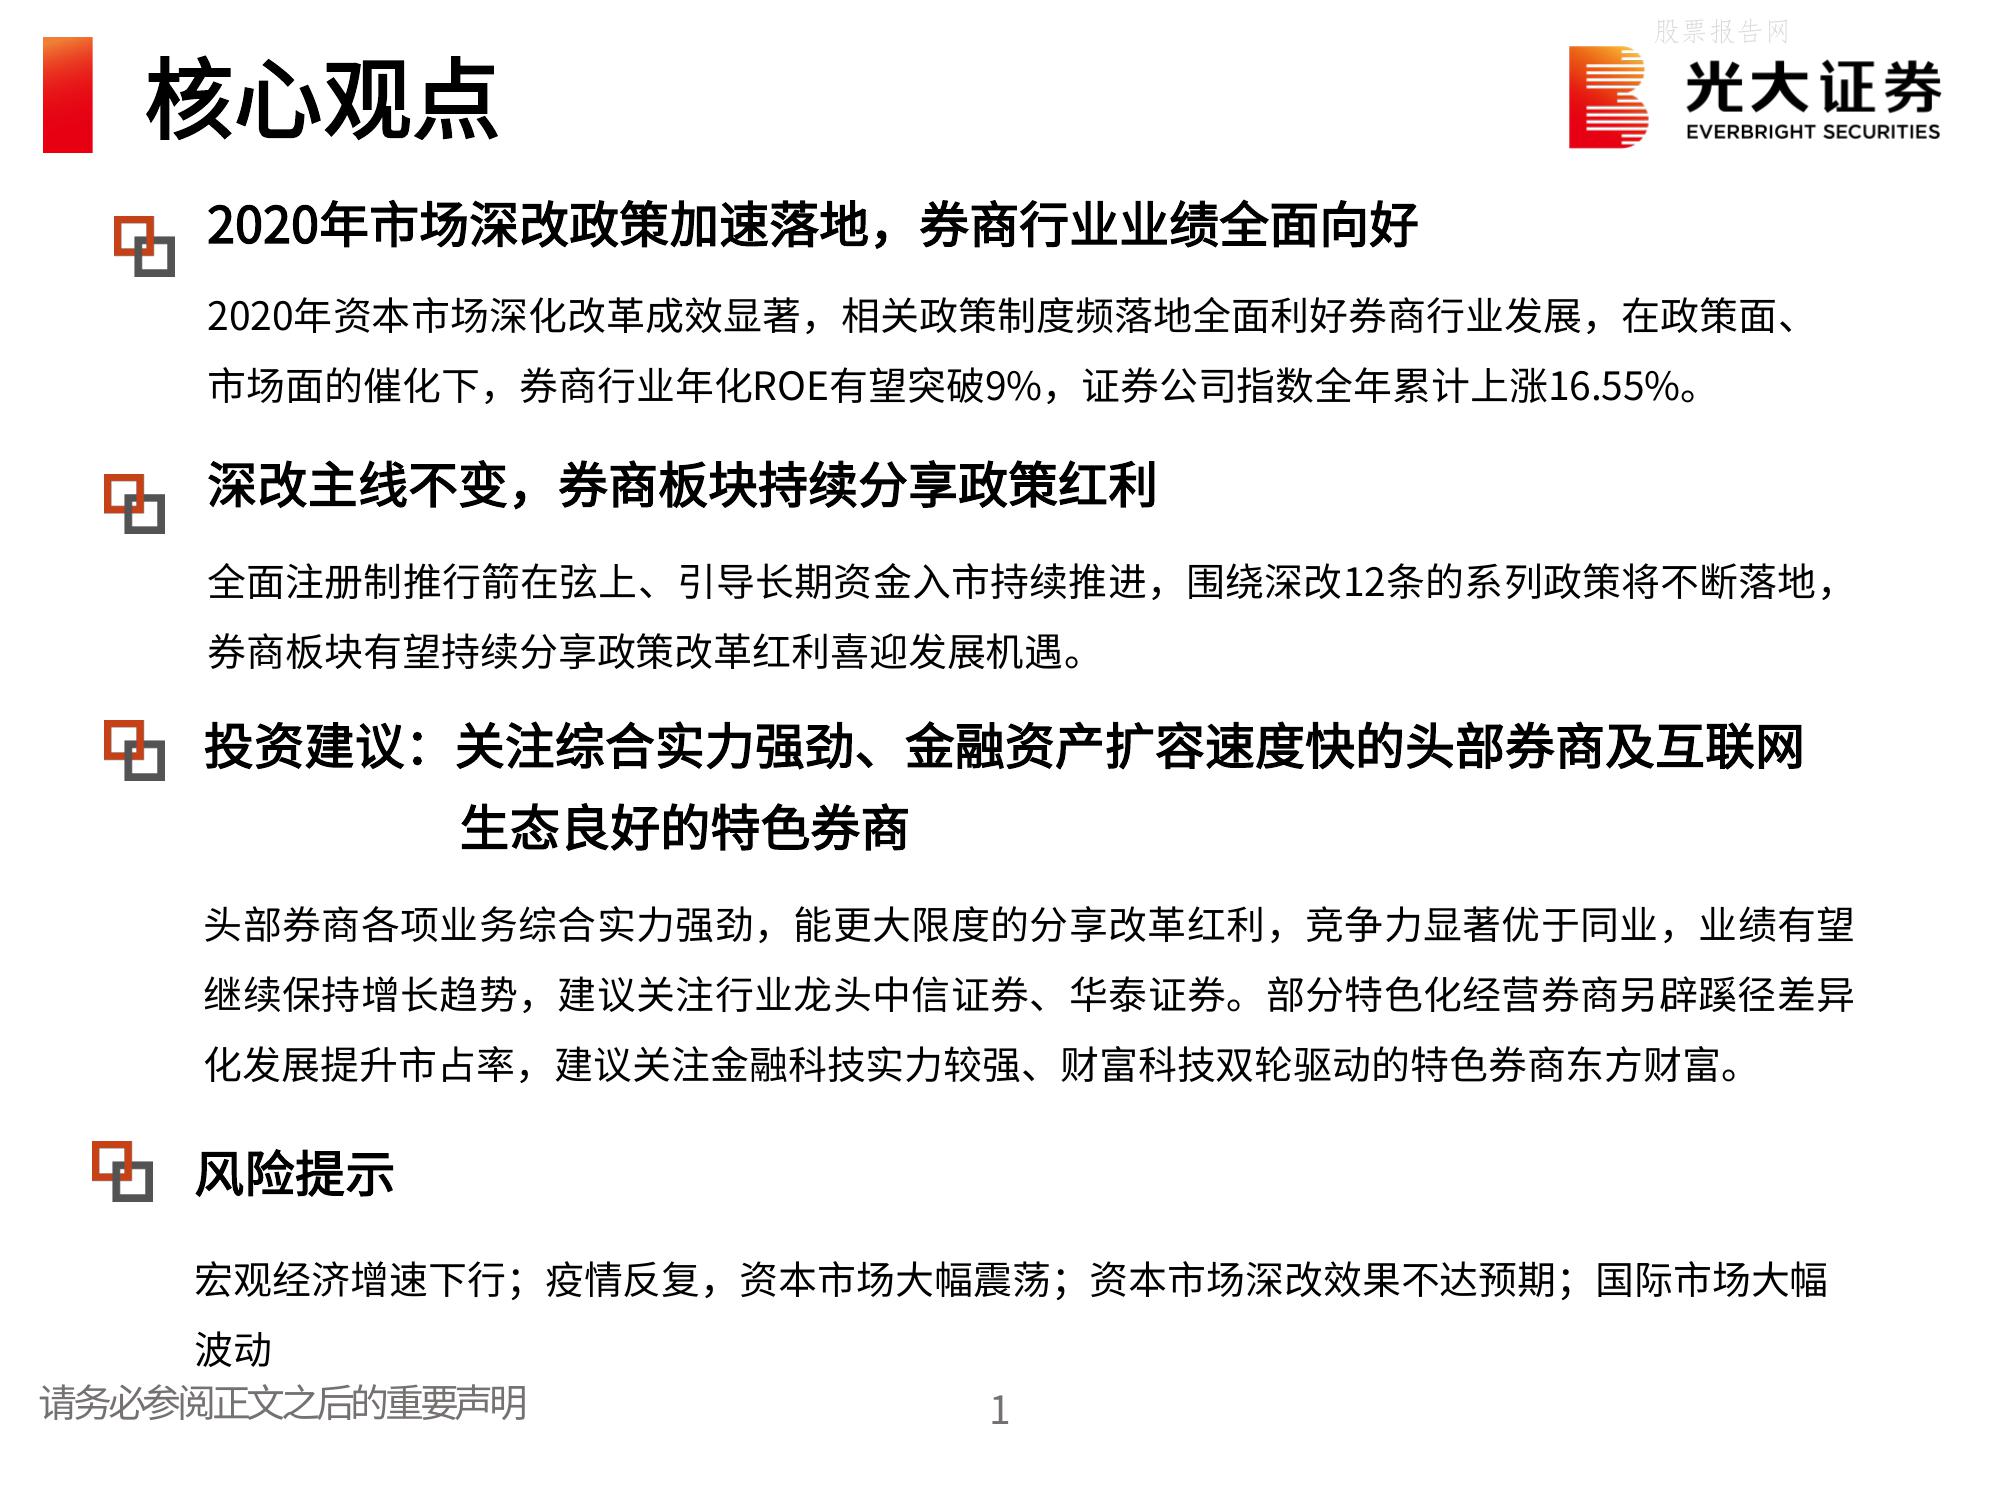 股票报告网
核心观点
光大证券
EVERBRIGHT SECURITIES
2020年市场深改政策加速落地，券商行业业绩全面向好
2020年资本市场深化改革成效显著，相关政策制度频落地全面利好券商行业发展，在政策面、
市场面的催化下，券商行业年化ROE有望突破9%，证券公司指数全年累计上涨16.55%。
深改主线不变，券商板块持续分享政策红利
全面注册制推行箭在弦上、引导长期资金入市持续推进，围绕深改12条的系列政策将不断落地，
券商板块有望持续分享政策改革红利喜迎发展机遇。
投资建议：关注综合实力强劲、金融资产扩容速度快的头部券商及互联网
生态良好的特色券商
头部券商各项业务综合实力强劲，能更大限度的分享改革红利，竞争力显著优于同业，业绩有望
继续保持增长趋势，建议关注行业龙头中信证券、华泰证券。部分特色化经营券商另辟蹊径差异
化发展提升市占率，建议关注金融科技实力较强、财富科技双轮驱动的特色券商东方财富。
风险提示
宏观经济增速下行；疫情反复，资本市场大幅震荡；资本市场深改效果不达预期；国际市场大幅
波动
请务必参阅正文之后的重要声明
1